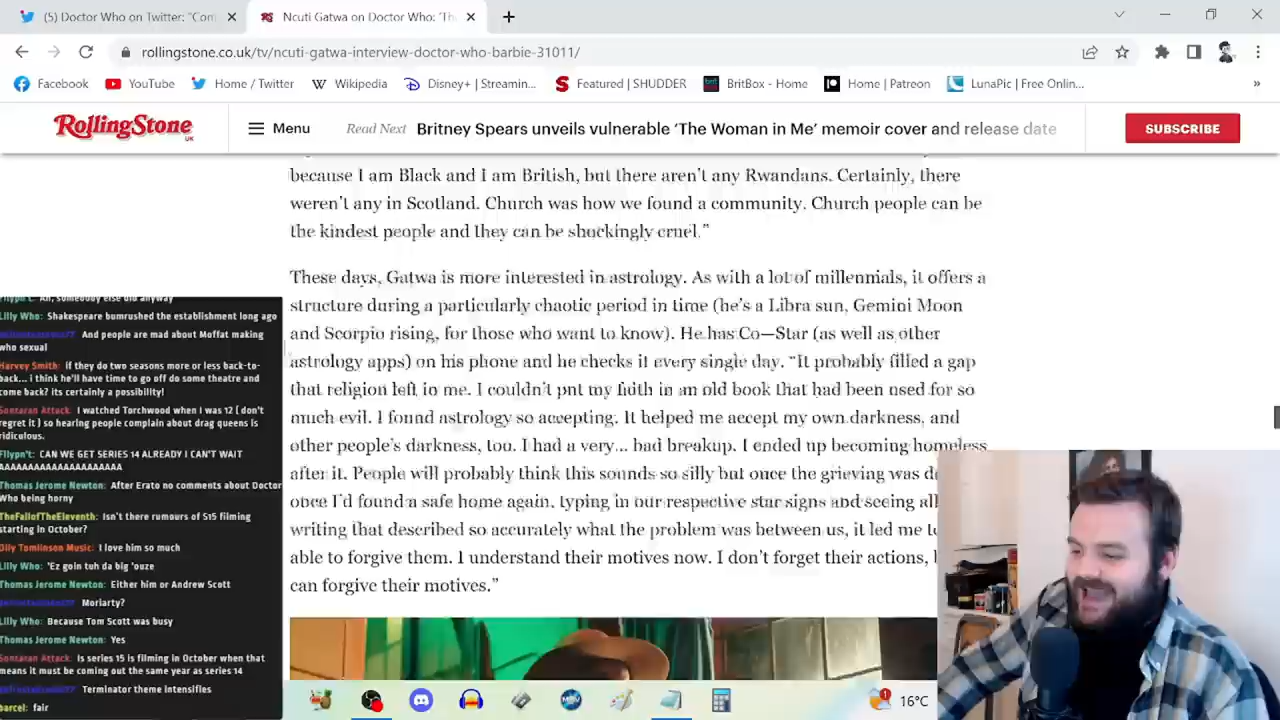 (5) Doctor Who on Twitter: "Com
Ncuti Gatwa on Doctor Who: 'Th
rollingstone.co.uk/tv/ncuti-gatwa-interview-doctor-who-barbie-31011/
Facebook
YouTube
Home / Twitter
Wikipedia
Disney+ | Streamin...
Featured | SHUDDER
BritBox - Home
Home | Patreon
LunaPic | Free Onlin...
RollingStone UK
Menu
Read Next
Britney Spears unveils vulnerable 'The Woman in Me' memoir cover and release date
SUBSCRIBE
because I am Black and I am British, but there aren't any Rwandans. Certainly, there
weren't any in Scotland. Church was how we found a community. Church people can be
the kindest people and they can be shockingly cruel."
These days, Gatwa is more interested in astrology. As with a lot of millennials, it offers a
structure during a particularly chaotic period in time (he's a Libra sun, Gemini Moon
and Scorpio rising, for those who want to know). He has Co—Star (as well as other
astrology apps) on his phone and he checks it every single day. "It probably filled a gap
that religion left in me. I couldn't put my faith in an old book that had been used for so
much evil. I found astrology so accepting. It helped me accept my own darkness, and
other people's darkness, too. I had a very… bad breakup. I ended up becoming homeless
after it. People will probably think this sounds so silly but once the grieving was d
once I'd found a safe home again, typing in our respective star signs and seeing all
writing that described so accurately what the problem was between us, it led me t
able to forgive them. I understand their motives now. I don't forget their actions,
can forgive their motives."
Flypn't: Ah, somebody else did anyway
Lilly Who: Shakespeare bumrushed the establishment long ago
And people are mad about Moffat making
who sexual
Harvey Smith: If they do two seasons more or less back-to-
back... i think he'll have time to go off do some theatre and
come back? its certainly a possibility!
Sontaran Attack: I watched Torchwood when I was 12 ( don't
regret it ) so hearing people complain about drag queens is
ridiculous.
Flypn't: CAN WE GET SERIES 14 ALREADY I CAN'T WAIT
AAAAAAAAAAAAAAAAAAAAA
Thomas Jerome Newton: After Erato no comments about Doctor
Who being horny
TheFalloftheEleventh: Isn't there rumours of S15 filming
starting in October?
Olly Tomlinson Music: I love him so much
Lilly Who: 'Ez goin tuh da big 'ouze
Thomas Jerome Newton: Either him or Andrew Scott
Moriarty?
Lilly Who: Because Tom Scott was busy
Thomas Jerome Newton: Yes
Sontaran Attack: Is series 15 is filming in October when that
means it must be coming out the same year as series 14
Terminator theme intensifies
barcel: fair
1
16°C